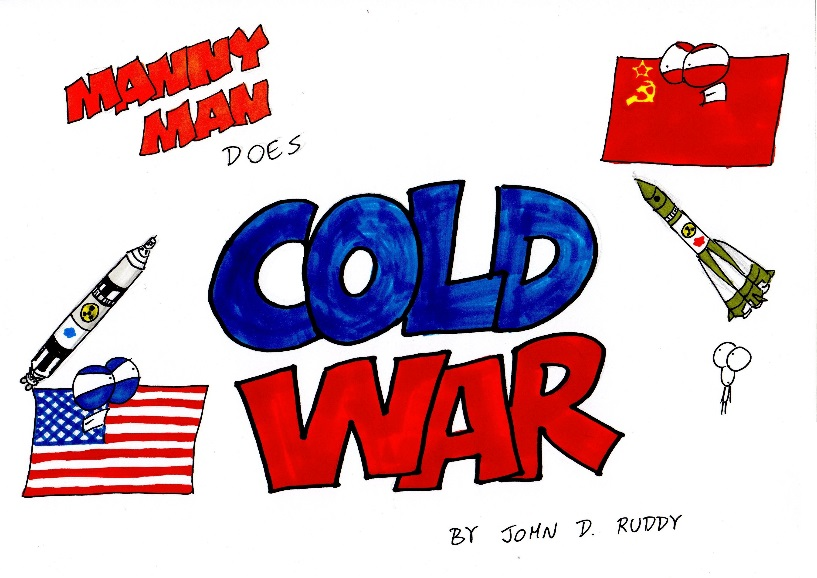 MANNY
MAN
DOES
COLD
WAR
BY JOHN D. RUDDY